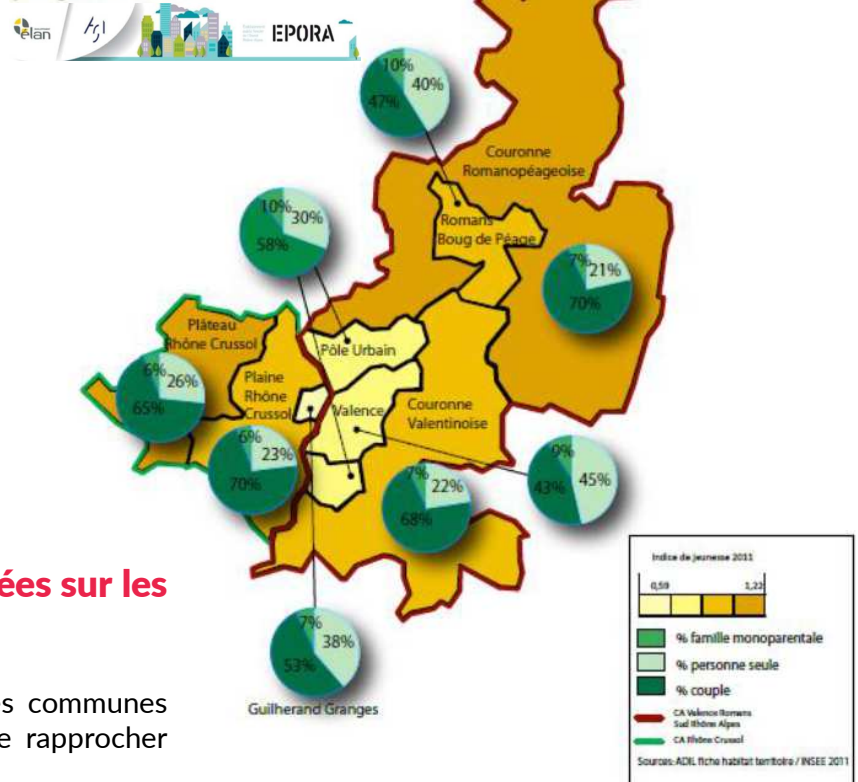 élan
EPORA
10%
40%
47%
Couronne
Romanopéageoise
Romans
Boug de Péage
10%
30%
58%
7%
21%
70%
Plâteau
Rhône Crussol
Pôle Urbain
6%
26%
65%
Plaine
Rhône
Crussol
Valence
Couronne
Valentinoise
6%
23%
70%
7%
22%
68%
9%
45%
43%
ées sur les
7%
38%
53%
Guilherand Granges
s communes
e rapprocher
Indice de jeunesse 2011
0,59 1,22
% famille monoparentale
% personne seule
% couple
CA Valence Romans
Sud Rhône Alpes
CA Rhône Crussol
Sources: ADIL fiche habitat territoire / INSEE 2011